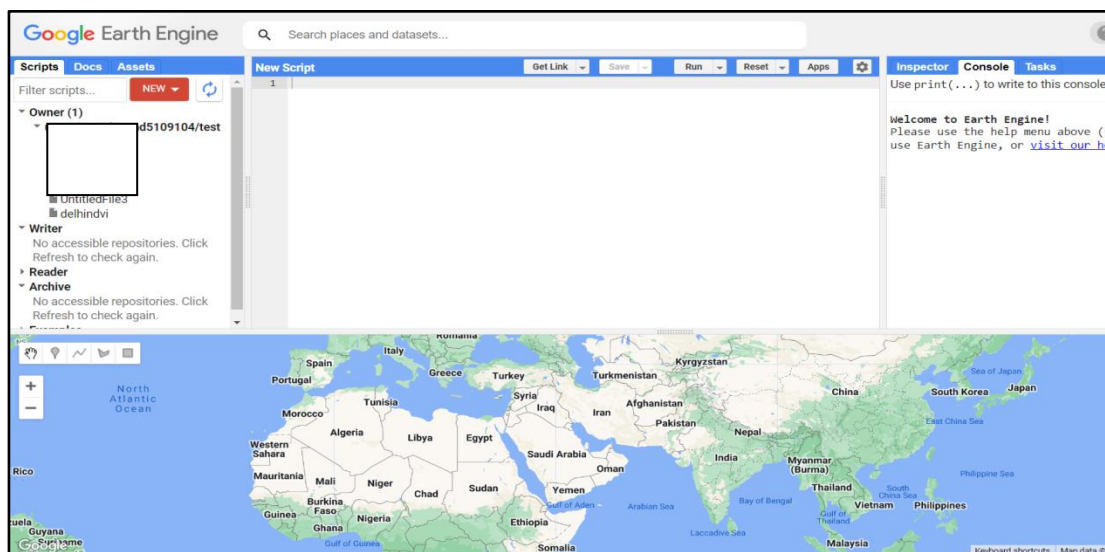 Google Earth Engine
Search places and datasets...
Scripts Docs Assets
Filter scripts...
NEW
Owner (1)
d5109104/test
UntitledFile3
delhindvi
Writer
No accessible repositories. Click
Refresh to check again.
Reader
Archive
No accessible repositories. Click
Refresh to check again.
New Script
Get Link
Save
Run
Reset
Apps
1
Inspector Console Tasks
Use print(...) to write to this console
Welcome to Earth Engine!
Please use the help menu above (
use Earth Engine, or visit our h
Romania
Italy
Spain
Kyrgyzstan
Greece
Turkey
Turkmenistan
Sea of Japan
Portugal
North
Atlantic
Ocean
China
South Korea
Japan
Syria
Tunisia
Iraq
Iran
Afghanistan
Morocco
Pakistan
East China Sea
Algeria
Libya
Egypt
Nepal
Western
Sahara
Saudi Arabia
India
Myanmar
(Burma)
Rico
Oman
Philippine Sea
Mauritania
Mali
Niger
Chad
Sudan
Yemen
Thailand
South
China Sea
Burkina
Faso
Gulf of Aden
Arabian Sea
Bay of Bengal
Vietnam
Philippines
Guinea
Nigeria
Gulf of
Thailand
Ghana
Ethiopia
Guyana
Laccadive Sea
Suriname
Google
Gulf of Guinea
Somalia
Malaysia
Keyboard shortcuts
Map data ©